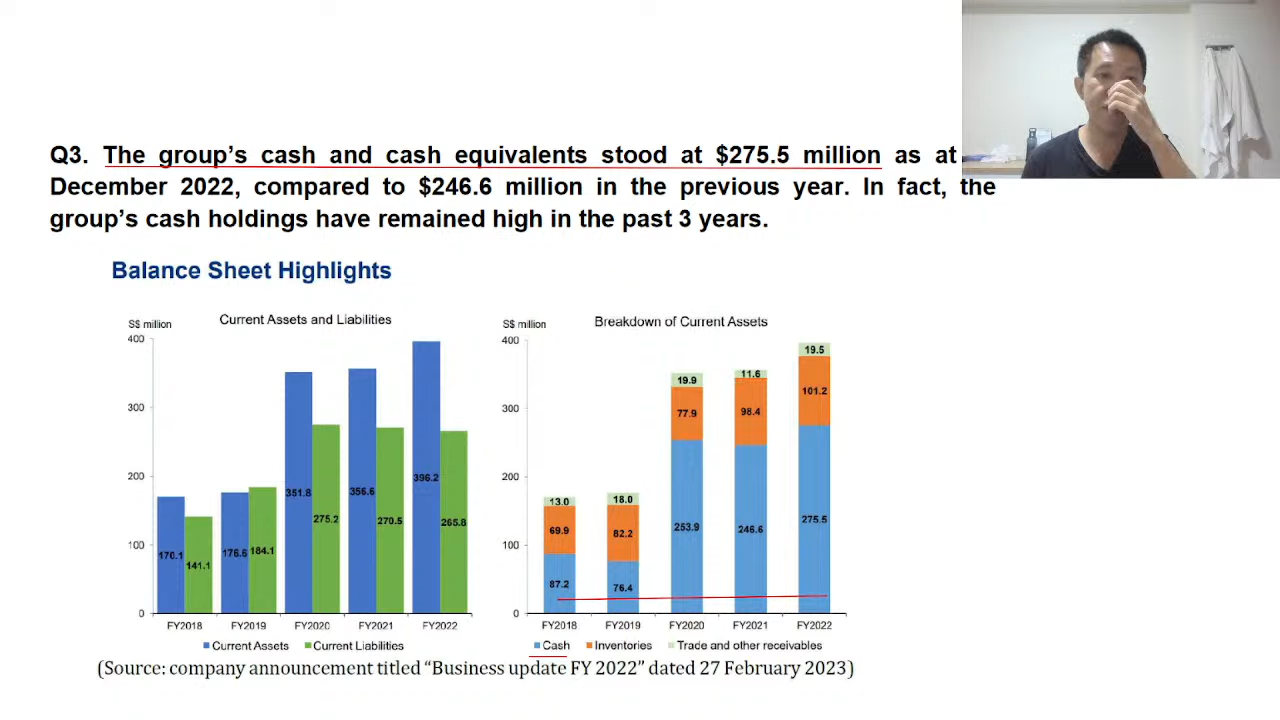 Q3. The group's cash and cash equivalents stood at $275.5 million as at
December 2022, compared to $246.6 million in the previous year. In fact, the
group's cash holdings have remained high in the past 3 years.
Balance Sheet Highlights
S$ million
Current Assets and Liabilities
400
300
200
100
0
170.1
141.1
176.6
184.1
351.8
275.2
356.6
270.5
396.2
265.8
FY2018
FY2019
FY2020
FY2021
FY2022
Current Assets
Current Liabilities
S$ million
Breakdown of Current Assets
400
300
200
100
0
13.0
69.9
87.2
18.0
82.2
76.4
19.9
77.9
253.9
11.6
98.4
246.6
19.5
101.2
275.5
FY2018
FY2019
FY2020
FY2021
FY2022
Cash
Inventories
Trade and other receivables
(Source: company announcement titled “Business update FY 2022” dated 27 February 2023)